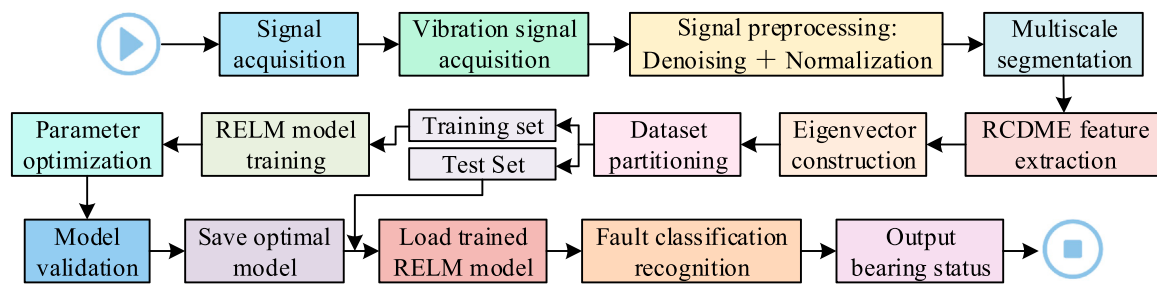 Signal
acquisition
Vibration signal
acquisition
Signal preprocessing:
Denoising + Normalization
Multiscale
segmentation
RCDME feature
extraction
Eigenvector
construction
Dataset
partitioning
Training set
Test Set
RELM model
training
Parameter
optimization
Model
validation
Save optimal
model
Load trained
RELM model
Fault classification
recognition
Output
bearing status